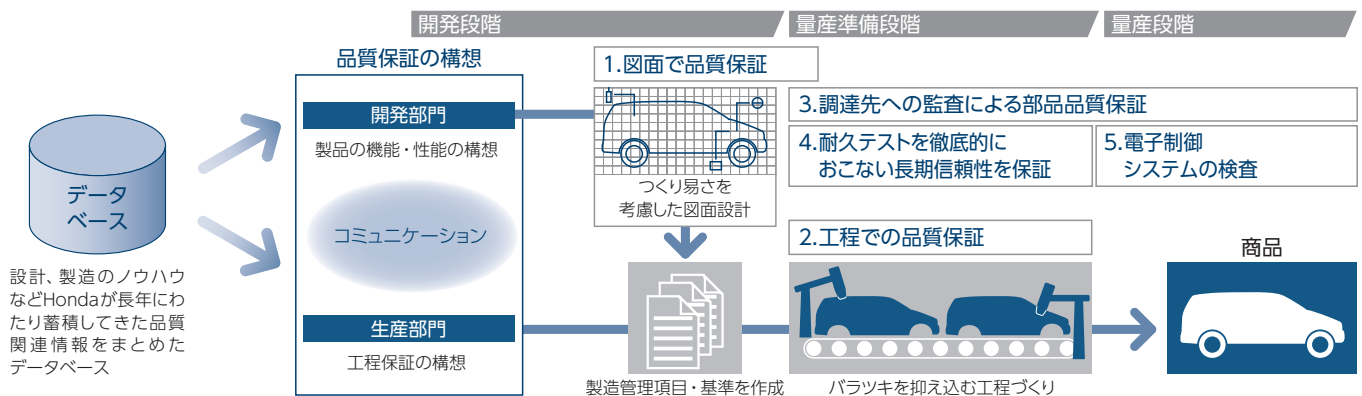 開発段階
量産準備段階
量産段階
品質保証の構想
開発部門
製品の機能・性能の構想
コミュニケーション
生産部門
工程保証の構想
データ
ベース
設計、製造のノウハウ
などHondaが長年にわ
たり蓄積してきた品質
関連情報をまとめた
データベース
1.図面で品質保証
つくり易さを
考慮した図面設計
製造管理項目・基準を作成
3.調達先への監査による部品品質保証
4.耐久テストを徹底的に
おこない長期信頼性を保証
5.電子制御
システムの検査
2.工程での品質保証
バラツキを抑え込む工程づくり
商品